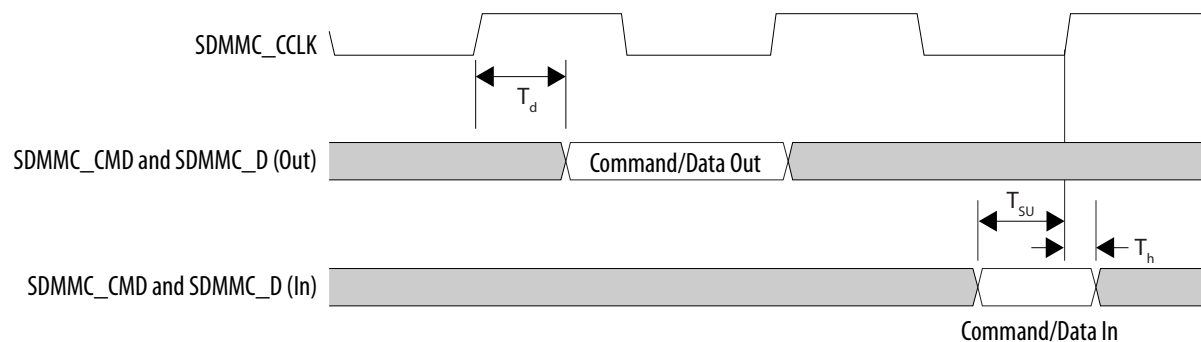 SDMMC_CCLK
T_d
SDMMC_CMD and SDMMC_D (Out)
Command/Data Out
T_SU
T_h
SDMMC_CMD and SDMMC_D (In)
Command/Data In